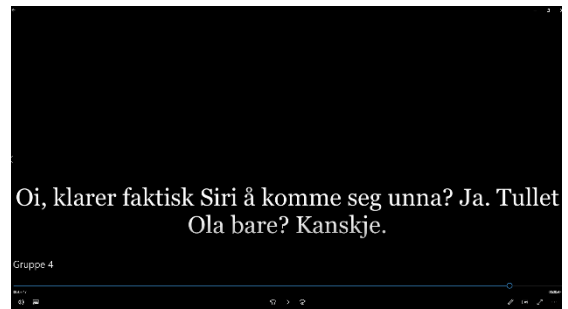 Oi, klarer faktisk Siri å komme seg unna? Ja. Tullet
Ola bare? Kanskje.
Gruppe 4